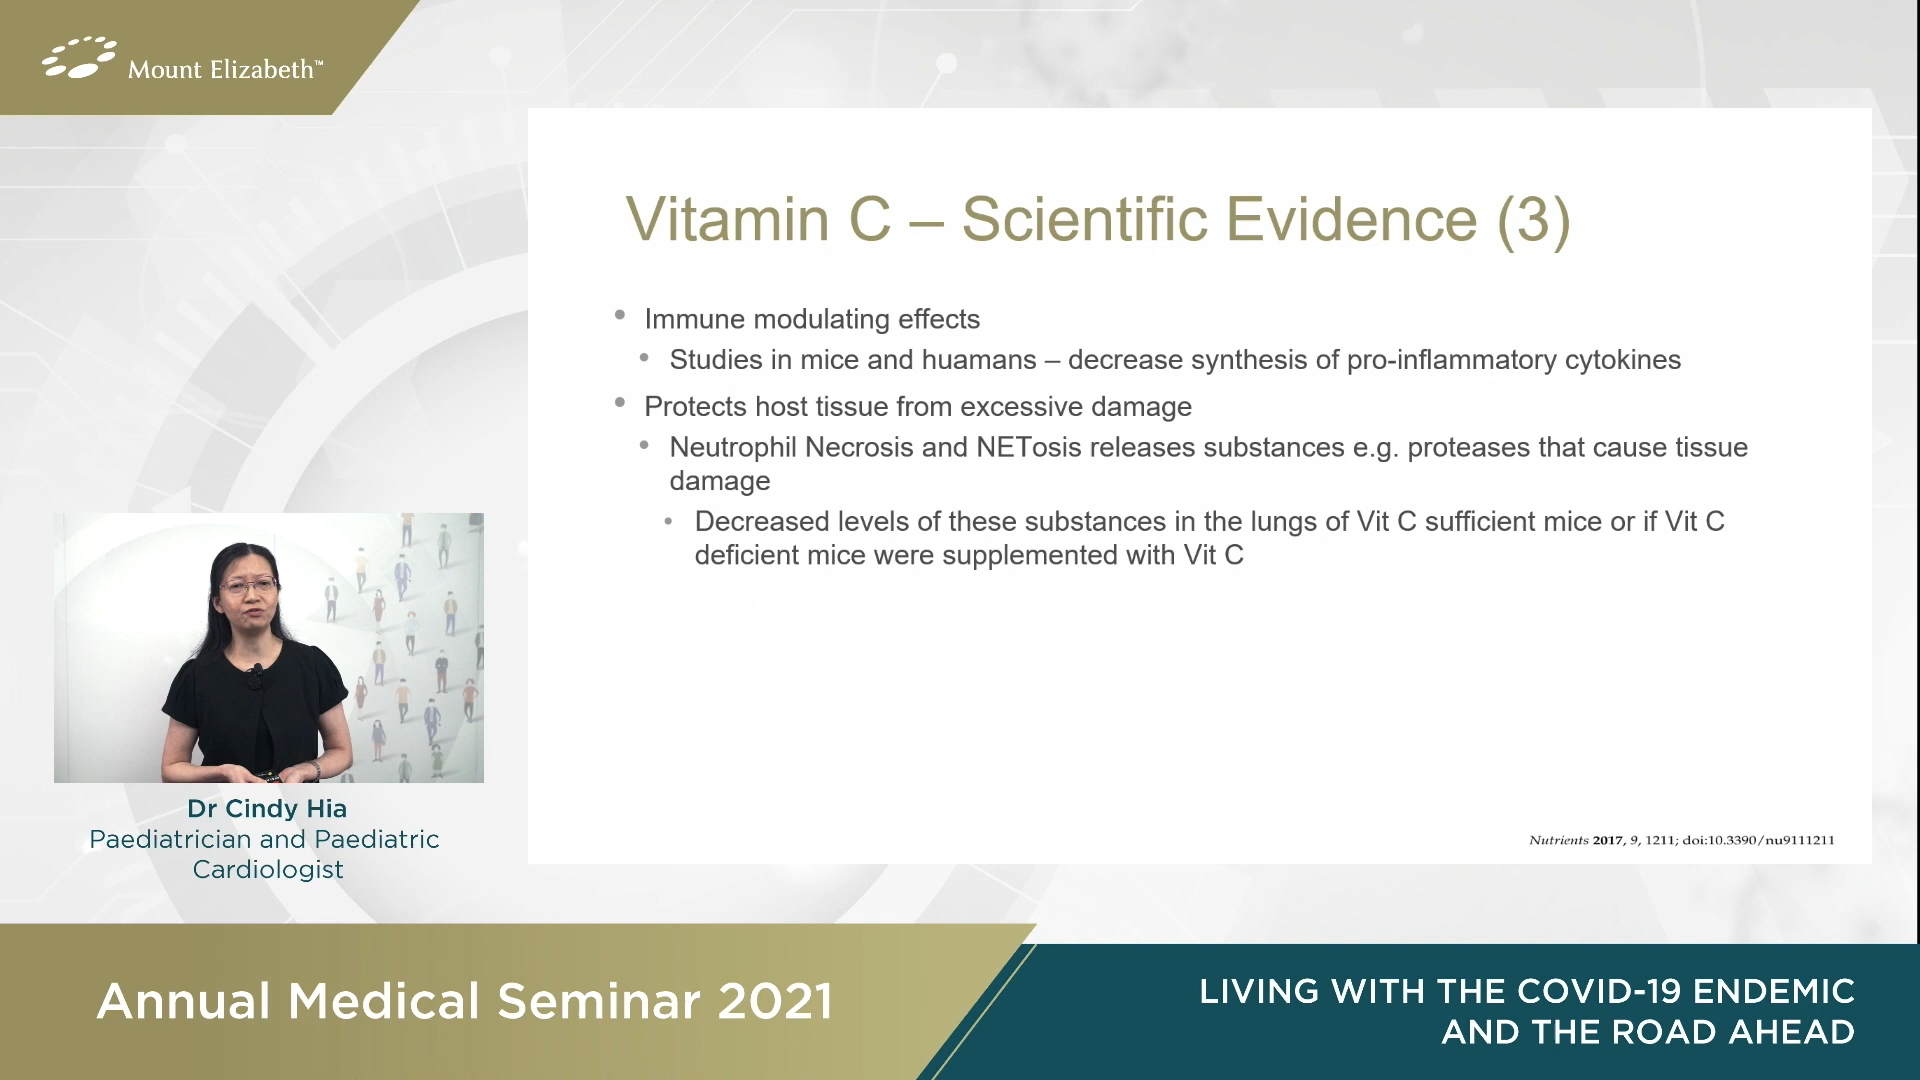 Mount Elizabeth™
Vitamin C – Scientific Evidence (3)
• Immune modulating effects
• Studies in mice and huamans – decrease synthesis of pro-inflammatory cytokines
• Protects host tissue from excessive damage
• Neutrophil Necrosis and NETosis releases substances e.g. proteases that cause tissue
damage
• Decreased levels of these substances in the lungs of Vit C sufficient mice or if Vit C
deficient mice were supplemented with Vit C
Nutrients 2017, 9, 1211; doi:10.3390/nu9111211
Dr Cindy Hia
Paediatrician and Paediatric
Cardiologist
Annual Medical Seminar 2021
LIVING WITH THE COVID-19 ENDEMIC
AND THE ROAD AHEAD